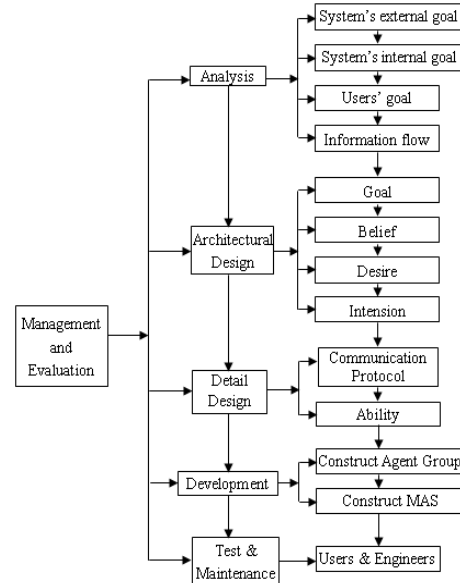 System's external goal
System's internal goal
Analysis
Users' goal
Information flow
Goal
Belief
Architectural
Design
Desire
Intension
Management
and
Evaluation
Communication
Protocol
Detail
Design
Ability
Construct Agent Group
Development
Construct MAS
Test &
Maintenance
Users & Engineers